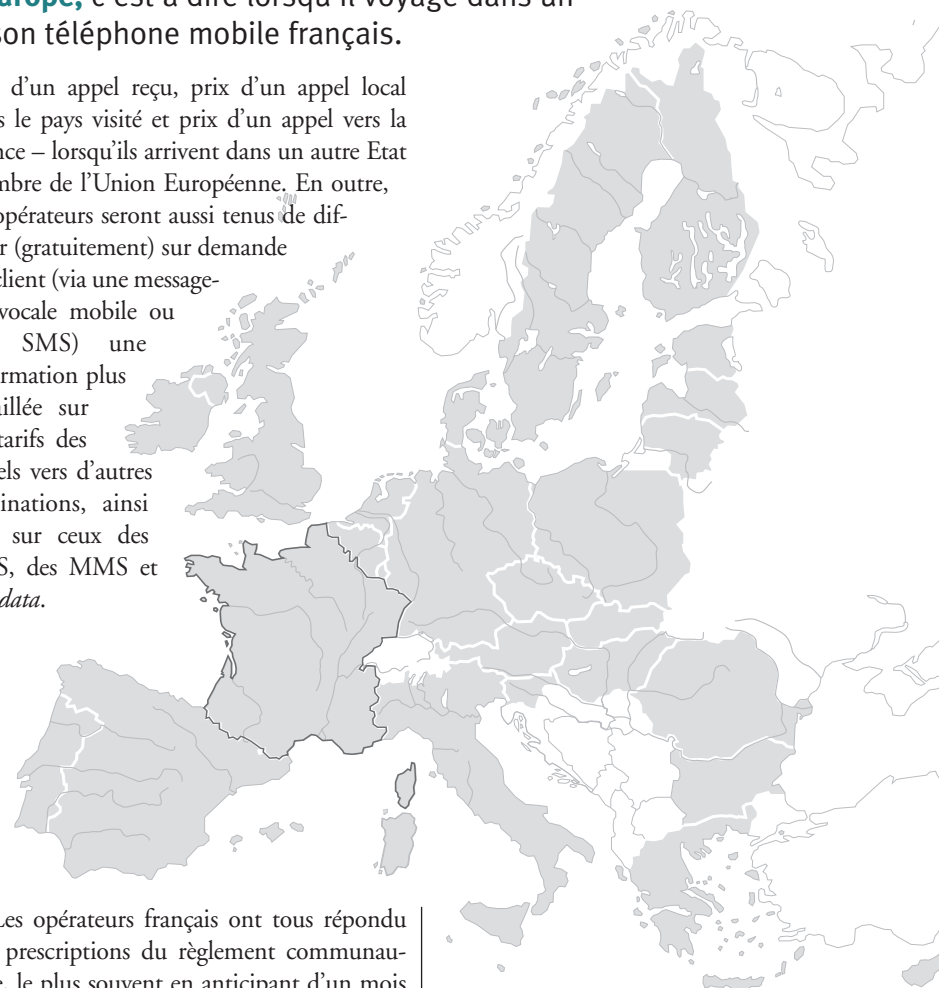 urope, c'est à dire lorsqu'il voyage dans un
son téléphone mobile français.
d'un appel reçu, prix d'un appel local
s le pays visité et prix d'un appel vers la
nce – lorsqu'ils arrivent dans un autre Etat
mbre de l'Union Européenne. En outre,
opérateurs seront aussi tenus de dif-
r (gratuitement) sur demande
client (via une message-
vocale mobile ou
SMS) une
rmation plus
aillée sur
tarifs des
els vers d'autres
inations, ainsi
sur ceux des
S, des MMS et
data.
Les opérateurs français ont tous répondu
prescriptions du règlement communau-
e, le plus souvent en anticipant d'un mois